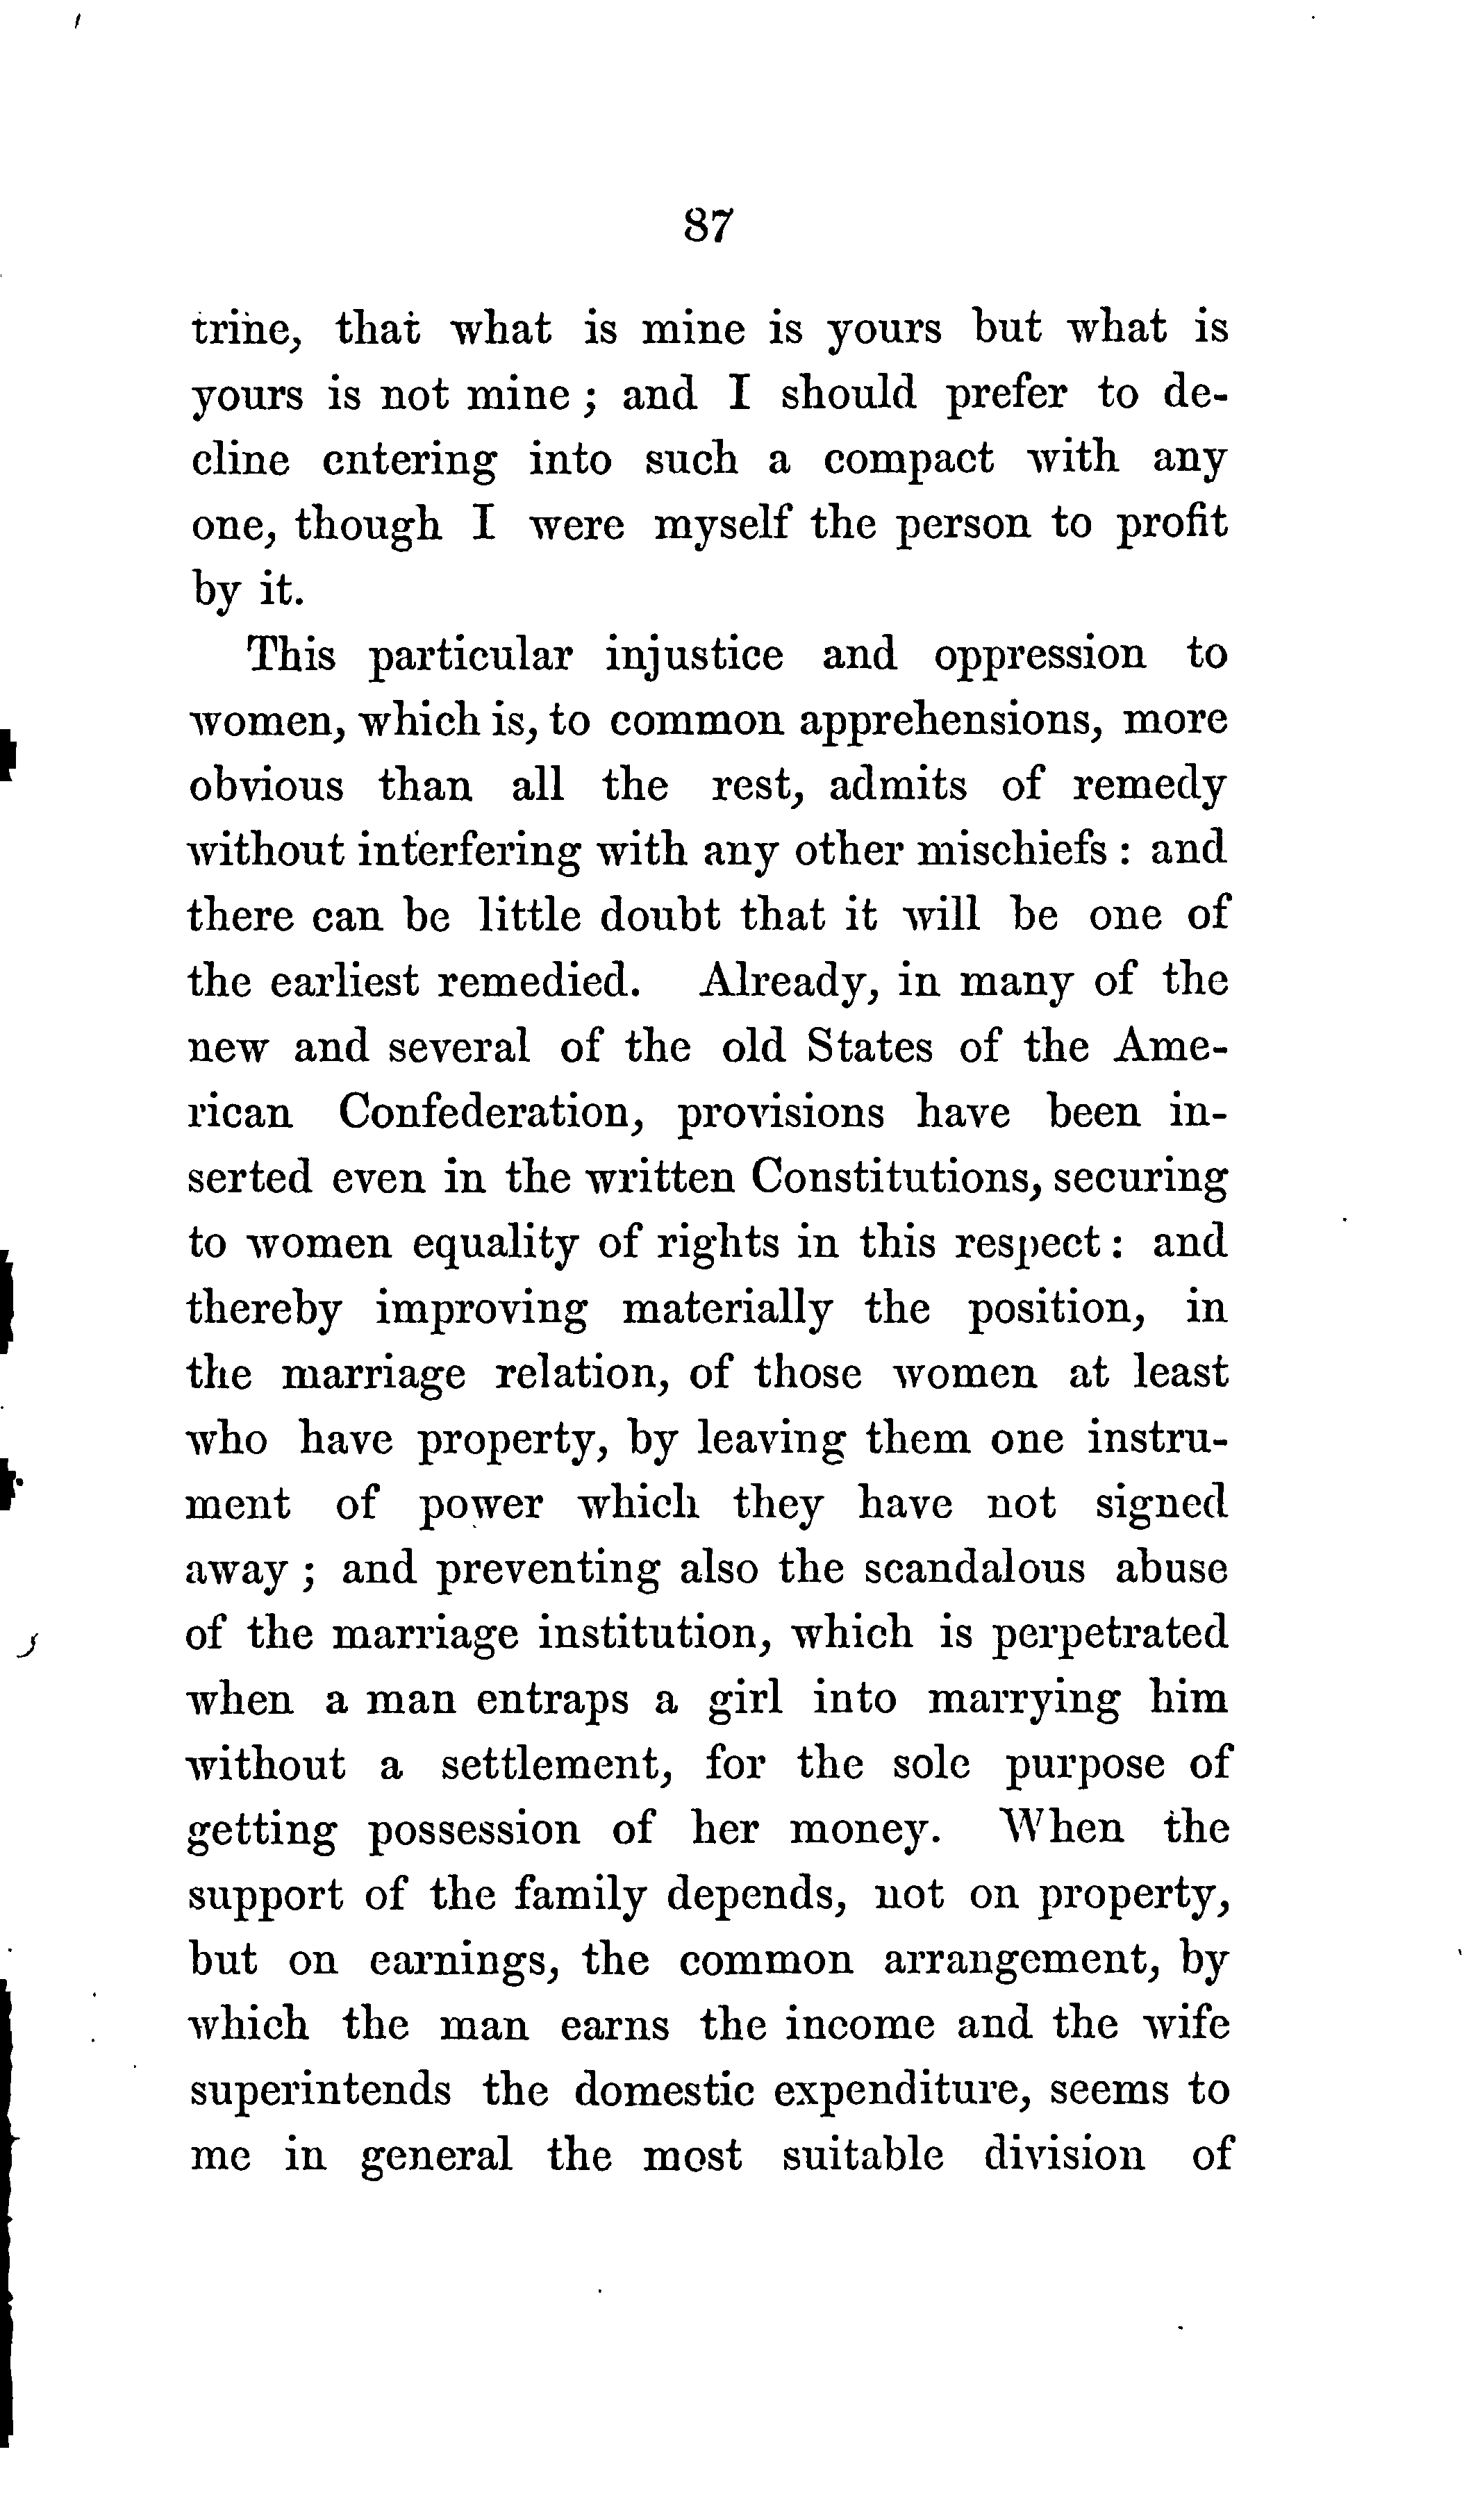 87
trine, that what is mine is yours but what is
yours is not mine ; and I should prefer to de-
cline entering into such a compact with any
one, though I were myself the person to profit
by it.
This particular injustice and oppression to
women, which is, to common apprehensions, more
obvious than all the rest, admits of remedy
without interfering with any other mischiefs : and
there can be little doubt that it will be one of
the earliest remedied. Already, in many of the
new and several of the old States of the Ame-
rican Confederation, provisions have been in-
serted even in the written Constitutions, securing
to women equality of rights in this respect : and
thereby improving materially the position, in
the marriage relation, of those women at least
who have property, by leaving them one instru-
ment of power which they have not signed
away ; and preventing also the scandalous abuse
of the marriage institution, which is perpetrated
when a man entraps a girl into marrying him
without a settlement, for the sole purpose of
getting possession of her money. When the
support of the family depends, not on property,
but on earnings, the common arrangement, by
which the man earns the income and the wife
superintends the domestic expenditure, seems to
me in general the most suitable division of